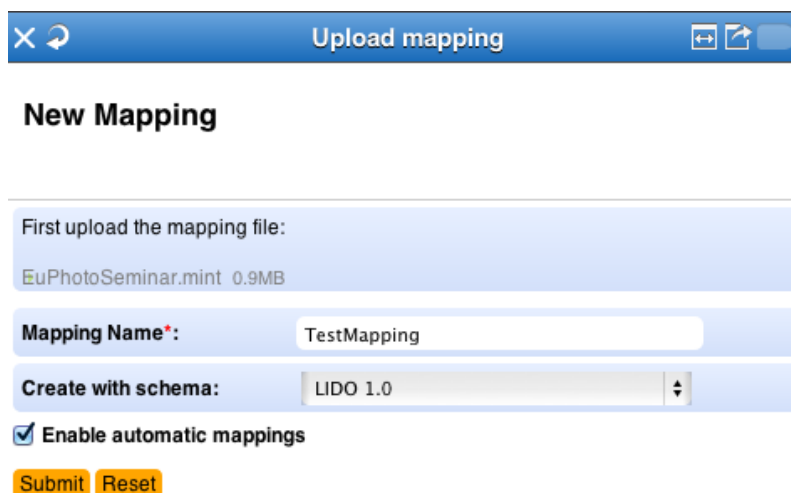 Upload mapping
New Mapping
First upload the mapping file:
EuPhotoSeminar.mint 0.9MB
Mapping Name*: TestMapping
Create with schema: LIDO 1.0
Enable automatic mappings
Submit Reset